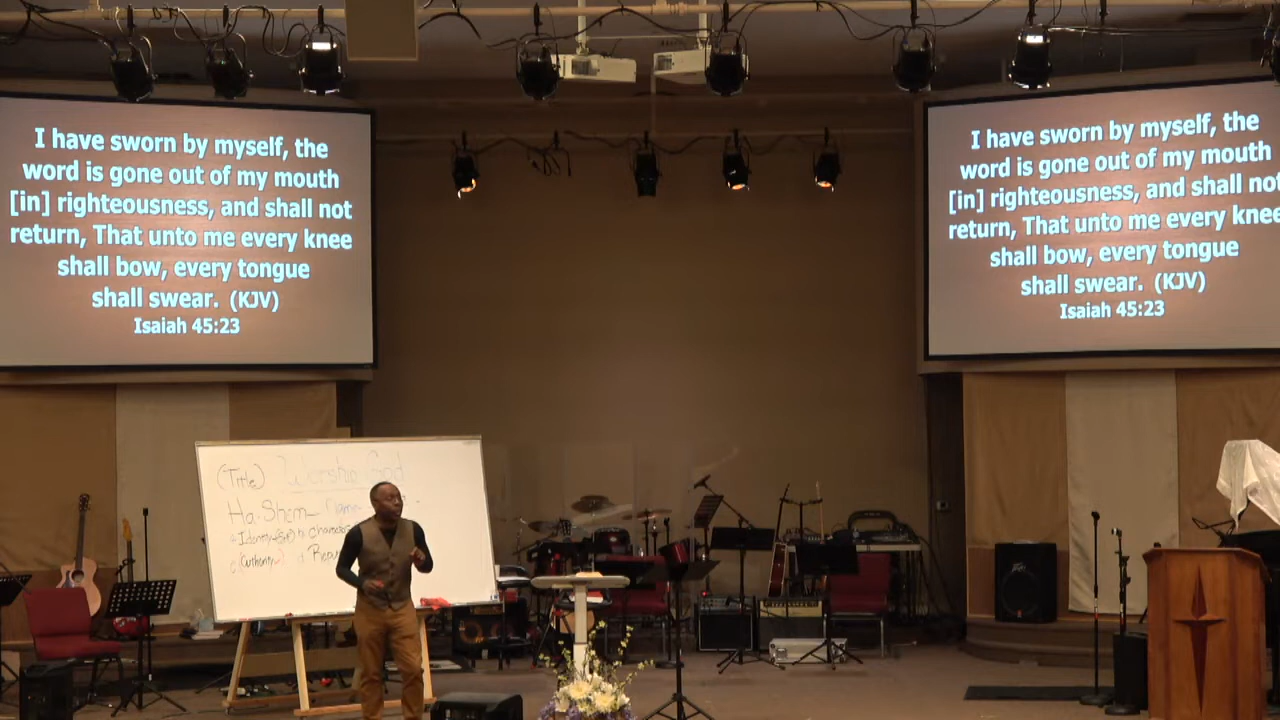 I have sworn by myself, the
word is gone out of my mouth
[in] righteousness, and shall not
return, That unto me every knee
shall bow, every tongue
shall swear. (KJV)
Isaiah 45:23
I have sworn by myself, the
word is gone out of my mouth
[in] righteousness, and shall not
return, That unto me every knee
shall bow, every tongue
shall swear. (KJV)
Isaiah 45:23
(Title) Worship God
Ha-Shem- Name-
PEAVEY